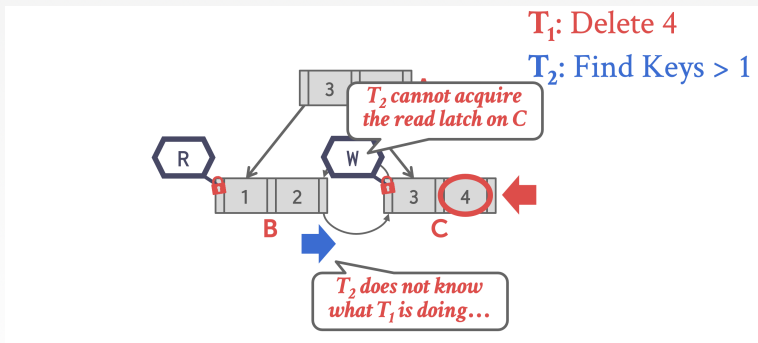 T₁: Delete 4
T₂: Find Keys > 1
3
T₂ cannot acquire
the read latch on C
R
W
1 2
3 4
B
C
T₂ does not know
what T₁ is doing...